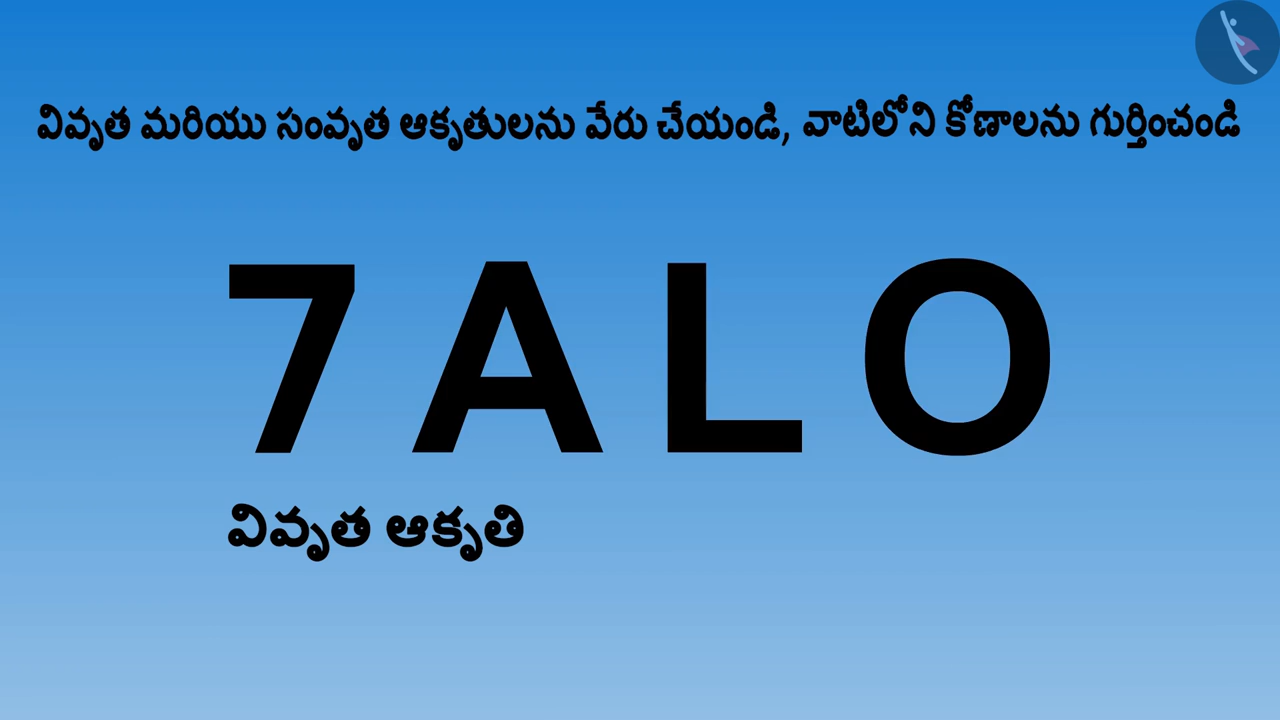 వివృత మరియు సంవృత ఆకృతులను వేరు చేయండి, వాటిలోని కోణాలను గుర్తించండి
7 A L O
వివృత ఆకృతి